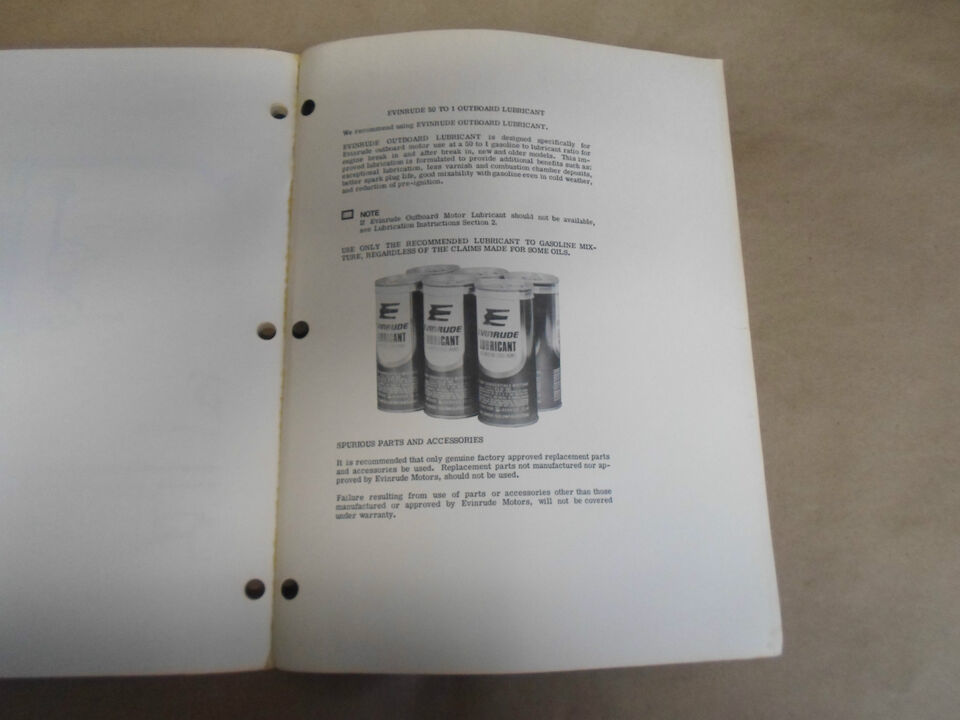 EVINRUDE 50 TO 1 OUTBOARD LUBRICANT
We recommend using EVINRUDE OUTBOARD LUBRICANT.
EVINRUDE OUTBOARD LUBRICANT is designed specifically for
Evinrude outboard motor use at a 50 to 1 gasoline to lubricant ratio for
engine break in and after break in, new and older models. This im-
proved lubrication is formulated to provide additional benefits such as:
exceptional lubrication, less varnish and combustion chamber deposits,
better spark plug life, good mixability with gasoline even in cold weather,
and reduction of pre-ignition.
NOTE
If Evinrude Outboard Motor Lubricant should not be available,
see Lubrication Instructions Section 2.
USE ONLY THE RECOMMENDED LUBRICANT TO GASOLINE MIX-
TURE, REGARDLESS OF THE CLAIMS MADE FOR SOME OILS.
E
EVINRUDE
LUBRICANT
E
EVINRUDE
LUBRICANT
E
EVINRUDE
LUBRICANT
SPURIOUS PARTS AND ACCESSORIES
It is recommended that only genuine factory approved replacement parts
and accessories be used. Replacement parts not manufactured nor ap-
proved by Evinrude Motors, should not be used.
Failure resulting from use of parts or accessories other than those
manufactured or approved by Evinrude Motors, will not be covered
under warranty.